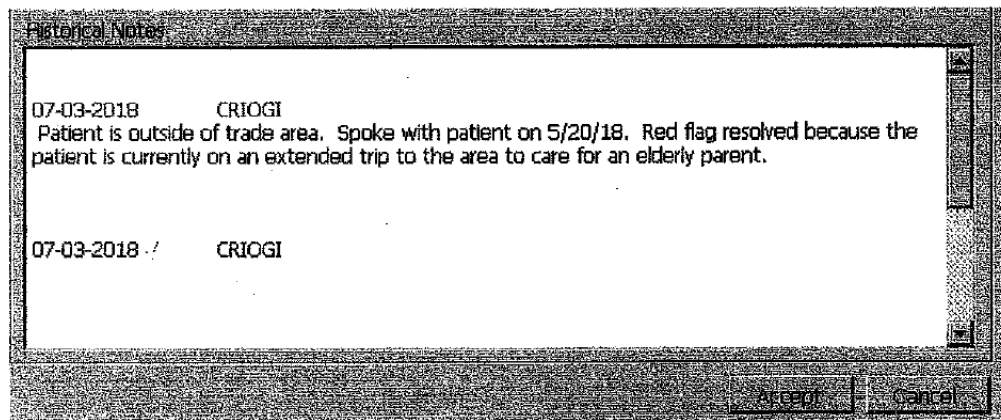 Historical Notes
07-03-2018 CRIOGI
Patient is outside of trade area. Spoke with patient on 5/20/18. Red flag resolved because the
patient is currently on an extended trip to the area to care for an elderly parent.
07-03-2018 CRIOGI
Accept Cancel